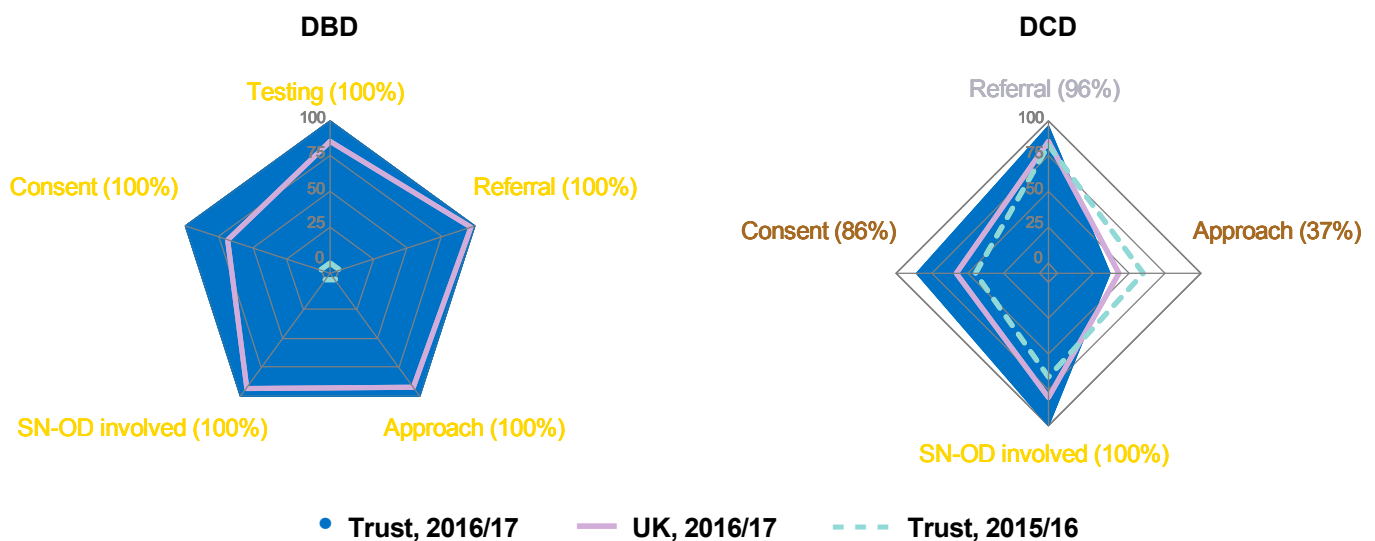 DBD
DCD
Testing (100%)
Referral (96%)
100
75
50
25
0
100
75
50
25
0
Consent (100%)
Referral (100%)
Consent (86%)
Approach (37%)
SN-OD involved (100%)
Approach (100%)
SN-OD involved (100%)
Trust, 2016/17
UK, 2016/17
Trust, 2015/16